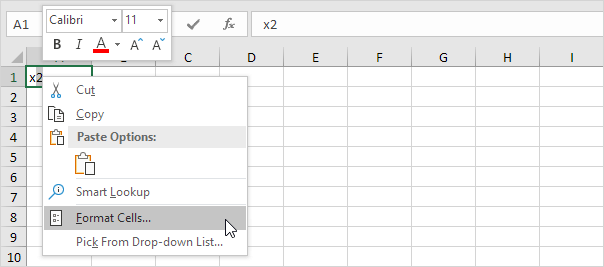 A1 Calibri 11 fx x2
B I A A A
A B C D E F G H I
1 x2
2 Cut
3 Copy
4 Paste Options:
5
6
7 Smart Lookup
8 Format Cells...
9 Pick From Drop-down List...
10